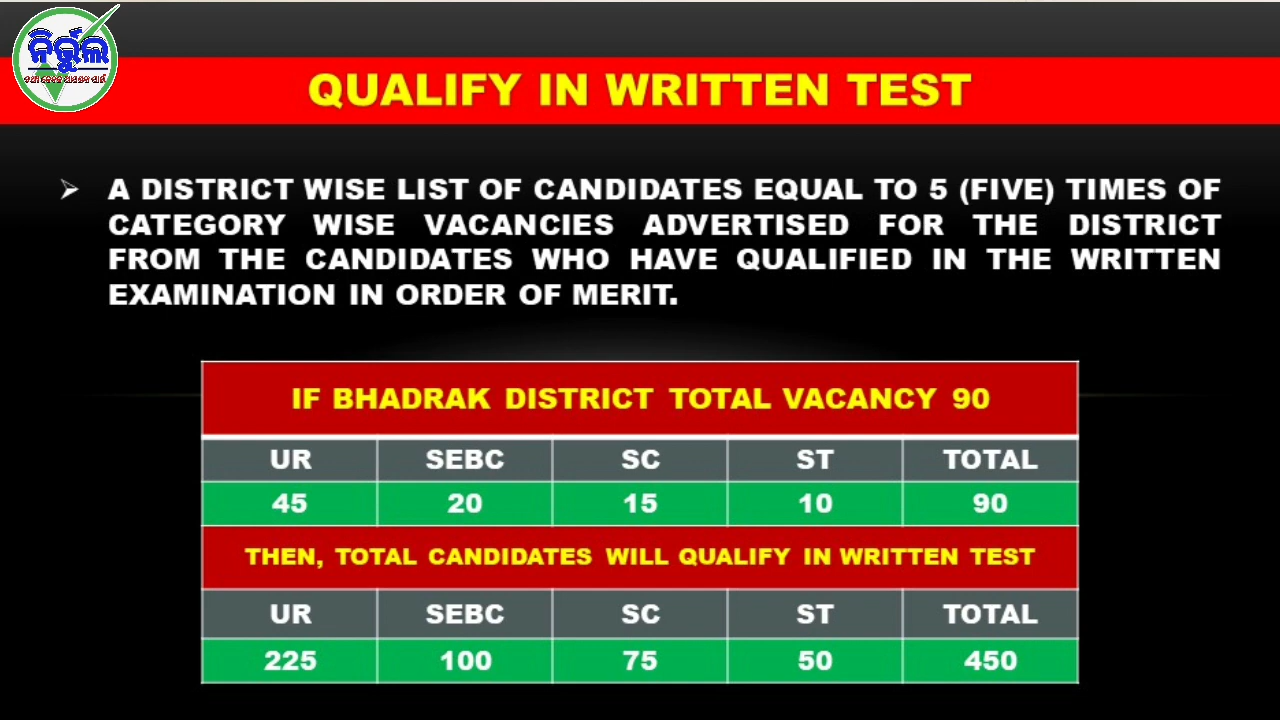 ନିର୍ଭୁଲ
QUALIFY IN WRITTEN TEST
A DISTRICT WISE LIST OF CANDIDATES EQUAL TO 5 (FIVE) TIMES OF
CATEGORY WISE VACANCIES ADVERTISED FOR THE DISTRICT
FROM THE CANDIDATES WHO HAVE QUALIFIED IN THE WRITTEN
EXAMINATION IN ORDER OF MERIT.
IF BHADRAK DISTRICT TOTAL VACANCY 90
UR SEBC SC ST TOTAL
45 20 15 10 90
THEN, TOTAL CANDIDATES WILL QUALIFY IN WRITTEN TEST
UR SEBC SC ST TOTAL
225 100 75 50 450